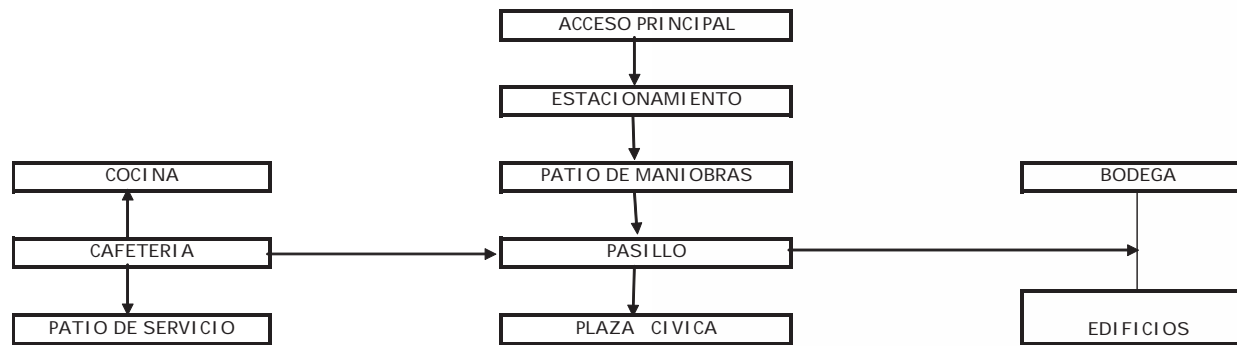 ACCESO PRINCIPAL
ESTACIONAMIENTO
COCINA
PATIO DE MANIOBRAS
BODEGA
CAFETERIA
PASILLO
PATIO DE SERVICIO
PLAZA CIVICA
EDIFICIOS